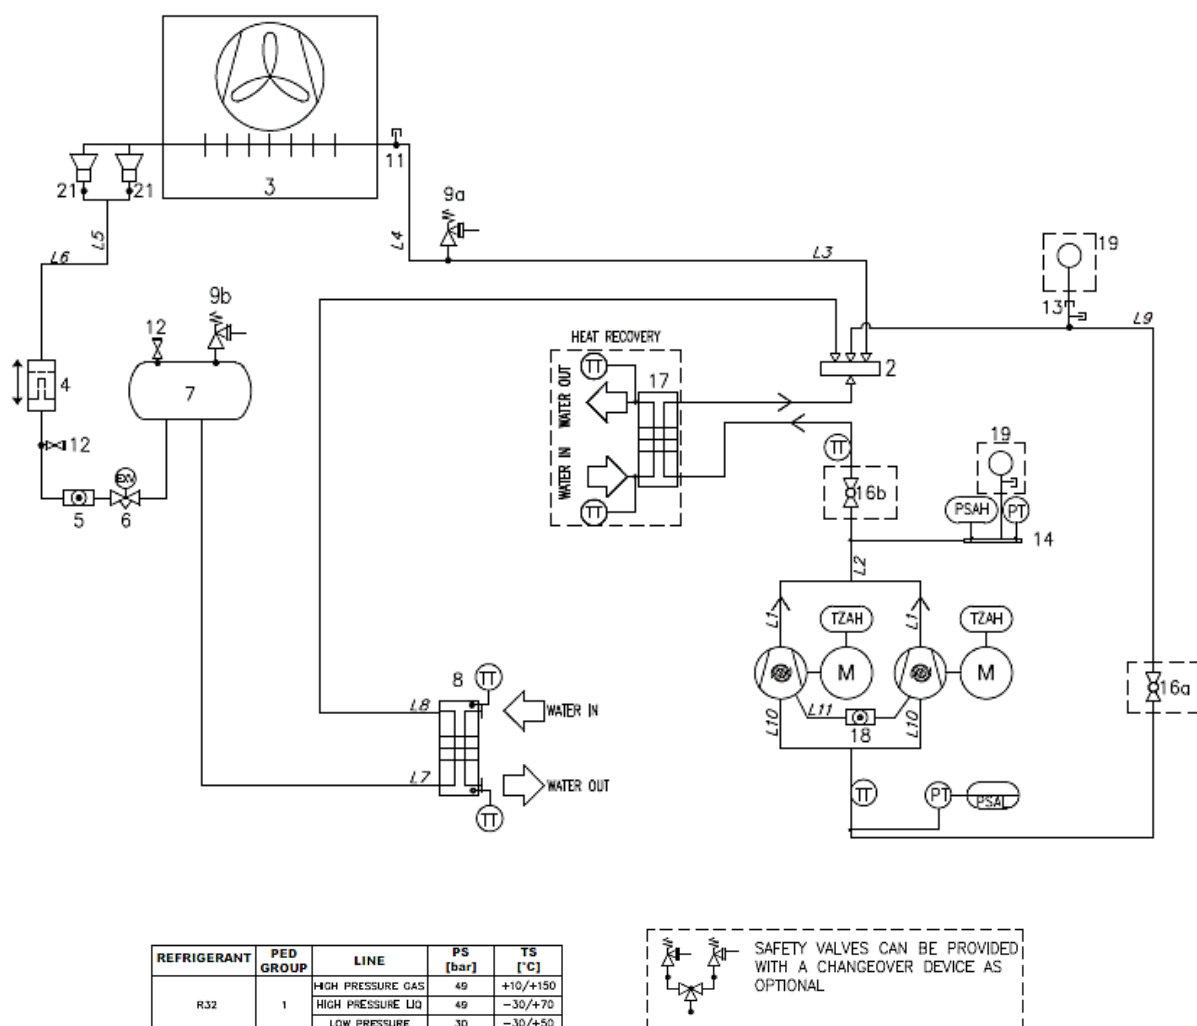 3
11
21
21
9a
L4
L5
L6
L3
19
13
L9
9b
12
7
4
12
HEAT RECOVERY
TT
17
2
WATER OUT
WATER IN
TT
TT
16b
19
PSAH
PT
14
EXV
5
6
L2
L1
L1
TZAH
TZAH
M
M
L11
18
L10
L10
16a
8
TT
L8
WATER IN
L7
WATER OUT
TT
TT
PT
PSAL
REFRIGERANT PED GROUP LINE PS [bar] TS [°C]
R32 1 HIGH PRESSURE GAS 49 +10/+150
HIGH PRESSURE LIQ 49 -30/+70
LOW PRESSURE 30 -30/+50
SAFETY VALVES CAN BE PROVIDED
WITH A CHANGEOVER DEVICE AS
OPTIONAL